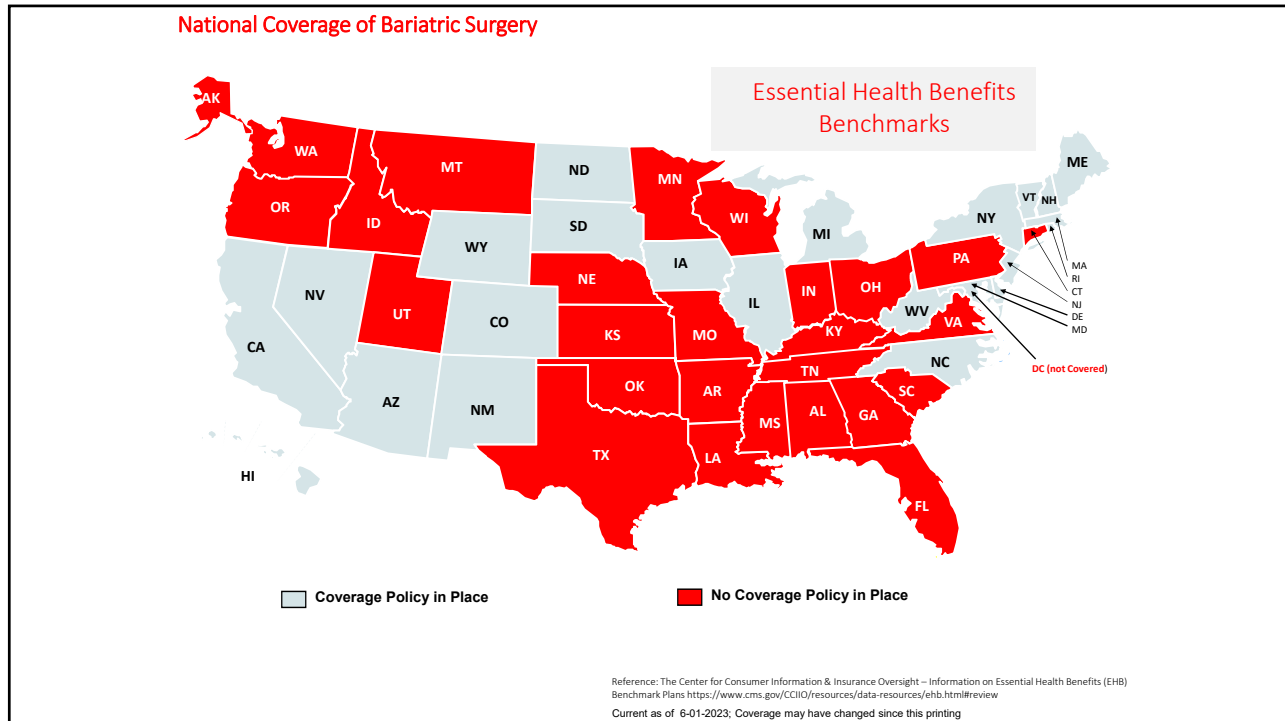 National Coverage of Bariatric Surgery
Essential Health Benefits
Benchmarks
AK
WA
MT
ND
MN
ME
VT
NH
OR
ID
SD
WI
NY
WY
MI
IA
PA
MA
NV
NE
RI
UT
IL
IN
OH
CT
CO
WV
NJ
CA
KS
MO
KY
VA
DE
MD
NC
DC (not Covered)
AZ
NM
OK
AR
TN
SC
MS
AL
GA
TX
LA
HI
FL
Coverage Policy in Place
No Coverage Policy in Place
Reference: The Center for Consumer Information & Insurance Oversight – Information on Essential Health Benefits (EHB)
Benchmark Plans https://www.cms.gov/CCIIO/resources/data-resources/ehb.html#review
Current as of 6-01-2023; Coverage may have changed since this printing